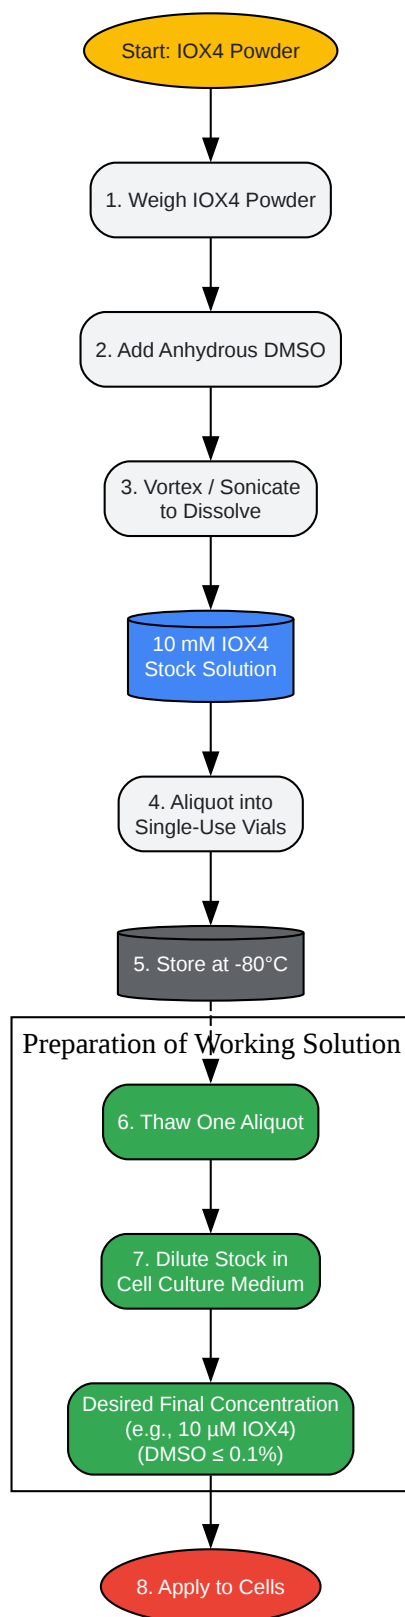 Start: IOX4 Powder
1. Weigh IOX4 Powder
2. Add Anhydrous DMSO
3. Vortex / Sonicate
to Dissolve
10 mM IOX4
Stock Solution
4. Aliquot into
Single-Use Vials
5. Store at -80°C
Preparation of Working Solution
6. Thaw One Aliquot
7. Dilute Stock in
Cell Culture Medium
Desired Final Concentration
(e.g., 10 µM IOX4)
(DMSO ≤ 0.1%)
8. Apply to Cells